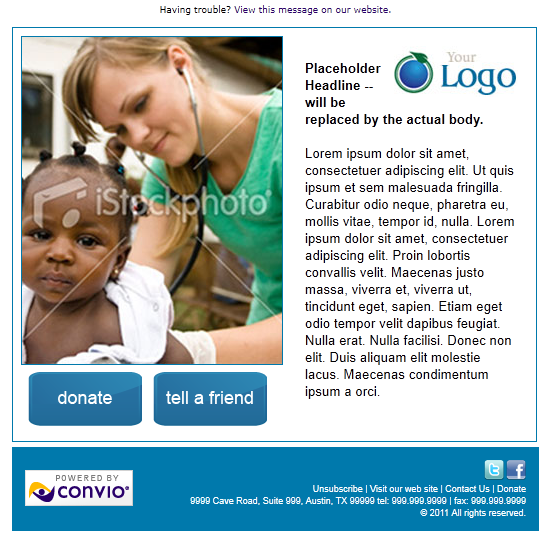 Having trouble? View this message on our website.
Your
Logo
Placeholder
Headline --
will be
replaced by the actual body.
Lorem ipsum dolor sit amet,
consectetuer adipiscing elit. Ut quis
ipsum et sem malesuada fringilla.
Curabitur odio neque, pharetra eu,
mollis vitae, tempor id, nulla. Lorem
ipsum dolor sit amet, consectetuer
adipiscing elit. Proin lobortis
convallis velit. Maecenas justo
massa, viverra et, viverra ut,
tincidunt eget, sapien. Etiam eget
odio tempor velit dapibus feugiat.
Nulla erat. Nulla facilisi. Donec non
elit. Duis aliquam elit molestie
lacus. Maecenas condimentum
ipsum a orci.
iStockphoto
donate
tell a friend
POWERED BY
convio
t f
Unsubscribe | Visit our web site | Contact Us | Donate
9999 Cave Road, Suite 999, Austin, TX 99999 tel: 999.999.9999 | fax: 999.999.9999
© 2011 All rights reserved.